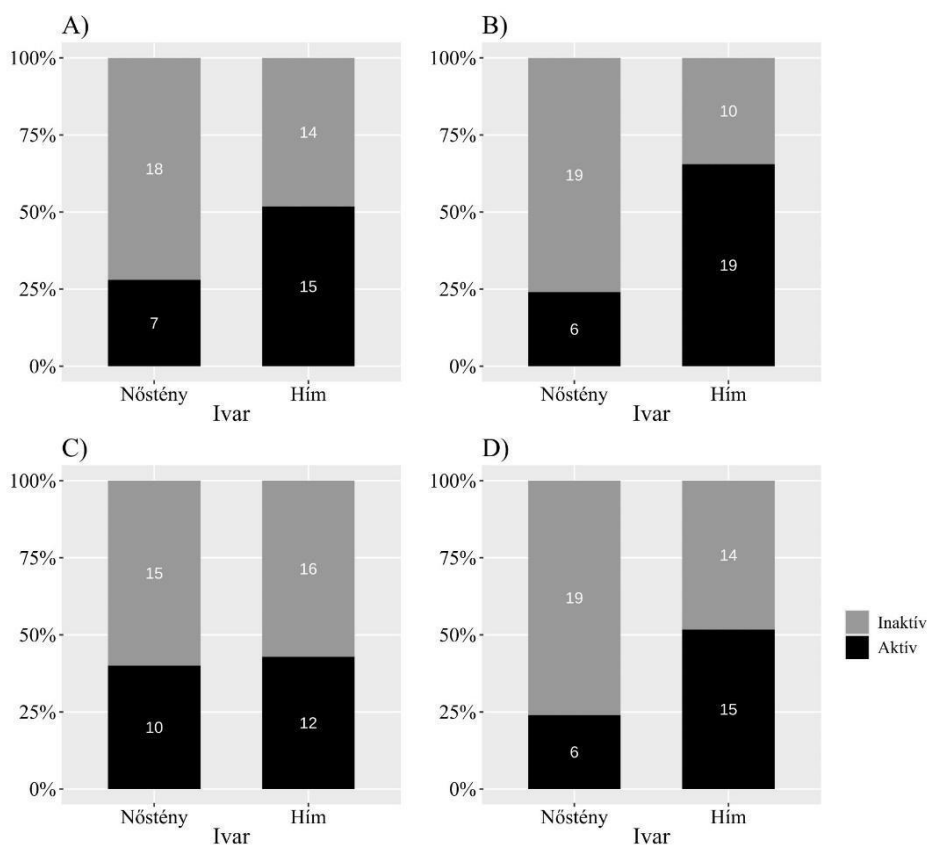 A)
100%
75%
50%
25%
0%
18
7
14
15
Nőstény
Hím
Ivar
B)
100%
75%
50%
25%
0%
19
6
10
19
Nőstény
Hím
Ivar
C)
100%
75%
50%
25%
0%
15
10
16
12
Nőstény
Hím
Ivar
D)
100%
75%
50%
25%
0%
19
6
14
15
Nőstény
Hím
Ivar
Inaktív
Aktív